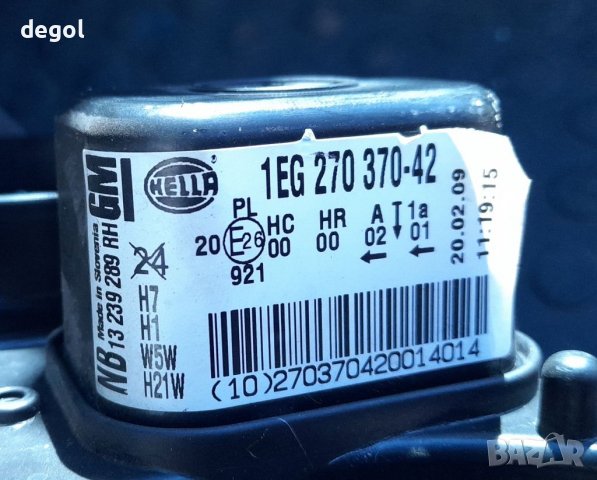 degol
1EG 270 370-42
HELLA
GM
NB 13 239 289 RH
Made in Slovenia
PL HC HR A 1a
20 E26 00 00 02 01
921
24
H7
H1
W5W
H21W
20.02.09
11:19:15
(10)270370420014014
BAZAR